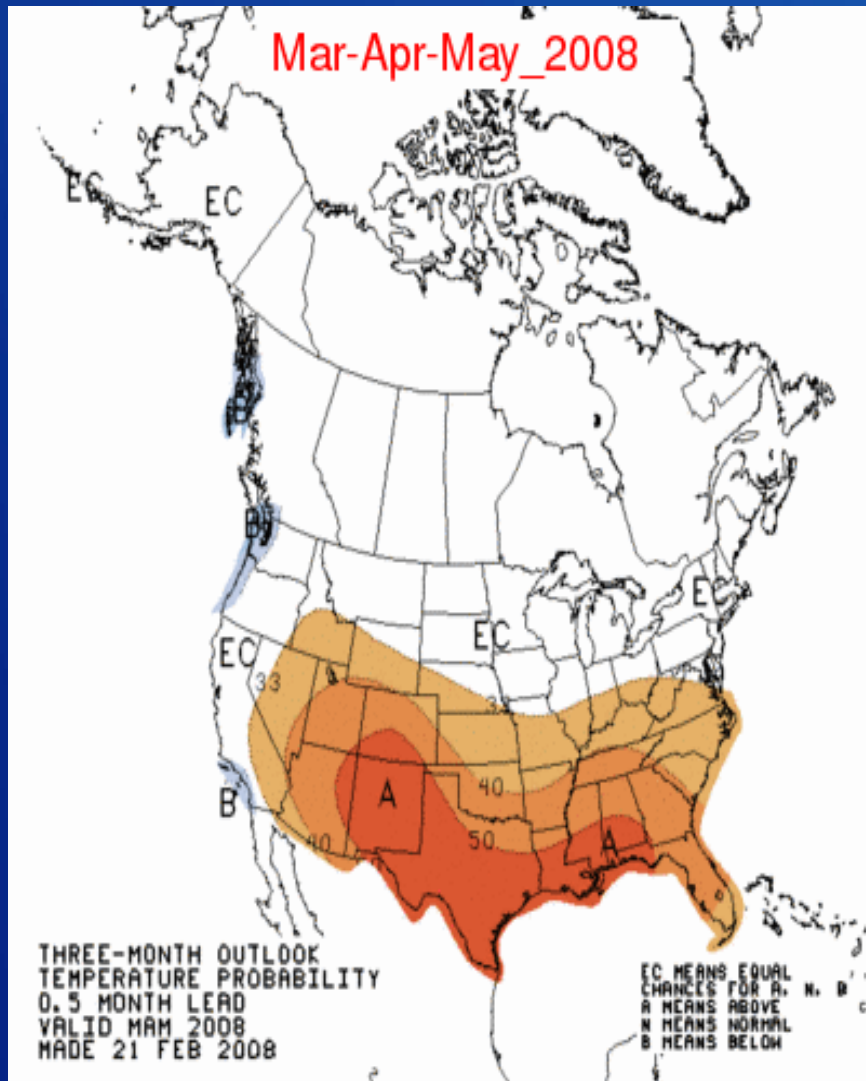 Mar-Apr-May_2008
EC
EC
B
B
EC
EC
EC
33
33
40
A
50
A
B
40
THREE-MONTH OUTLOOK
TEMPERATURE PROBABILITY
0.5 MONTH LEAD
VALID MAM 2008
MADE 21 FEB 2008
EC MEANS EQUAL
CHANCES FOR A, N, B
A MEANS ABOVE
N MEANS NORMAL
B MEANS BELOW